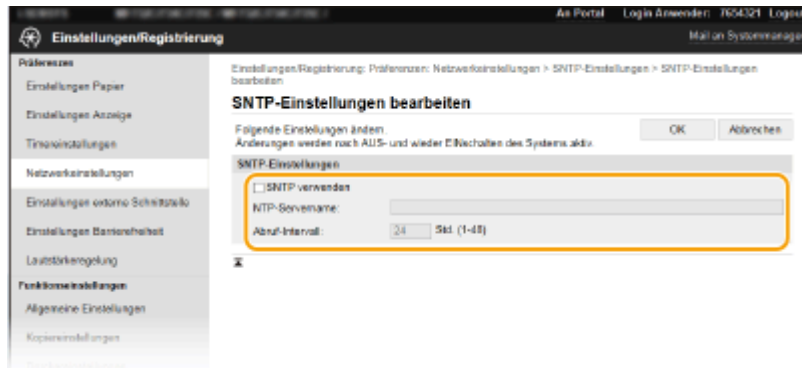 An Portal Login Anwender: 7654321 Logou
Einstellungen/Registrierung
Mail an Systemmanage
Präferenzen
Einstellungen Papier
Einstellungen Anzeige
Timereinstellungen
Netzwerkeinstellungen
Einstellungen externe Schnittstelle
Einstellungen Barrierefreiheit
Lautstärkeregelung
Funktionseinstellungen
Allgemeine Einstellungen
Kopiereinstellungen
Einstellungen/Registrierung: Präferenzen: Netzwerkeinstellungen > SNTP-Einstellungen > SNTP-Einstellungen
bearbeiten
SNTP-Einstellungen bearbeiten
Folgende Einstellungen ändern.
Änderungen werden nach AUS- und wieder EINschalten des Systems aktiv.
OK Abbrechen
SNTP-Einstellungen
SNTP verwenden
NTP-Servername:
Abruf-Intervall: 24 Std. (1-48)